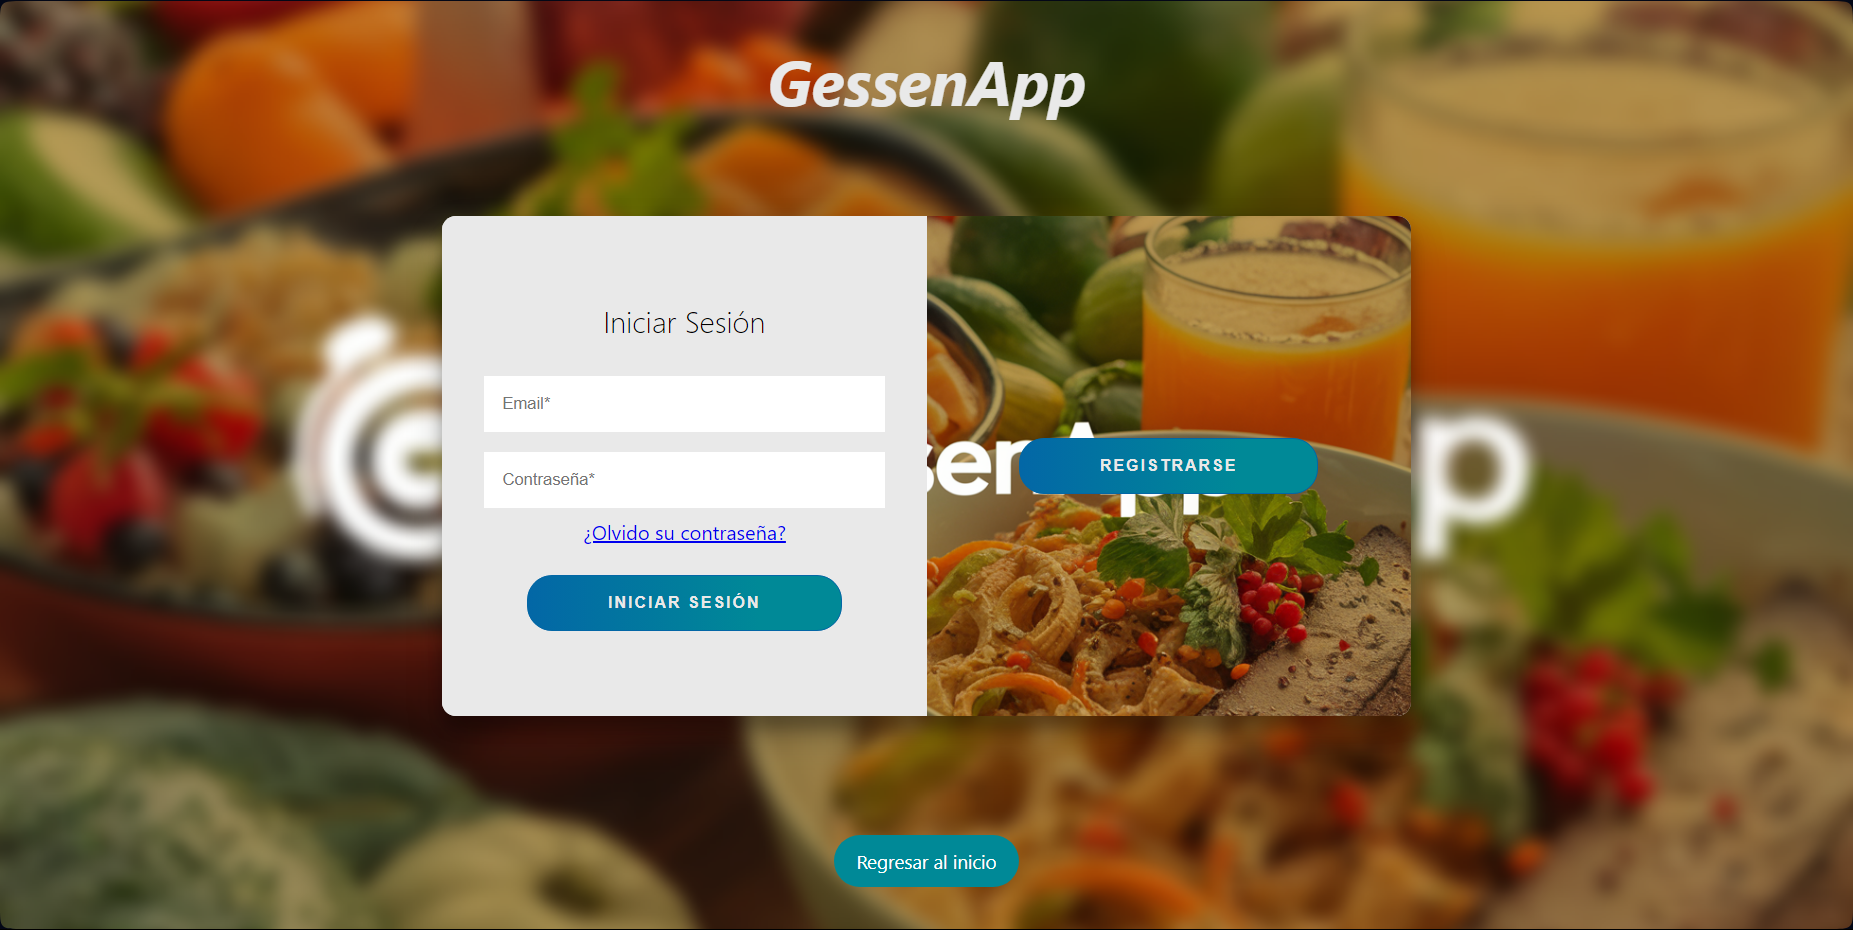 GessenApp
Iniciar Sesión
Email*
Contraseña*
¿Olvido su contraseña?
INICIAR SESIÓN
REGISTRARSE
Regresar al inicio